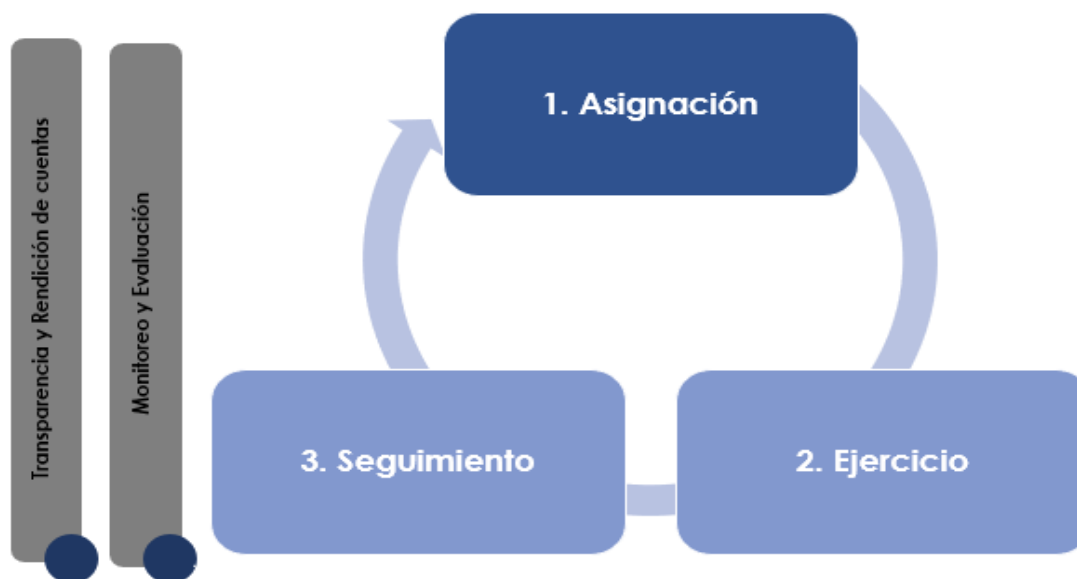 Transparencia y Rendición de cuentas
Monitoreo y Evaluación
1. Asignación
2. Ejercicio
3. Seguimiento